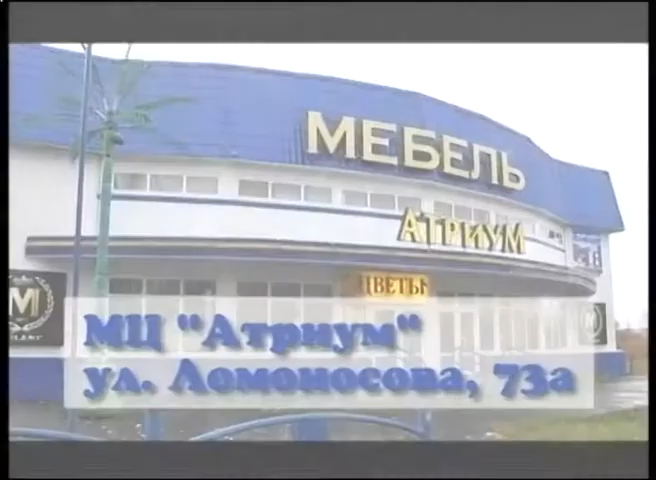 МЕБЕЛЬ
АТРИУМ
ЦВЕТЫ
М
МЦ "Атриум"
ул. Ломоносова, 73а